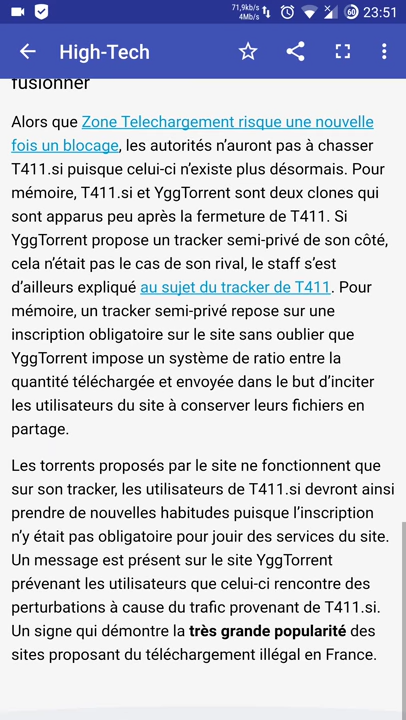 71,9kb/s
4Mb/s
60
23:51
High-Tech
fusionner
Alors que Zone Telechargement risque une nouvelle
fois un blocage, les autorités n'auront pas à chasser
T411.si puisque celui-ci n'existe plus désormais. Pour
mémoire, T411.si et YggTorrent sont deux clones qui
sont apparus peu après la fermeture de T411. Si
YggTorrent propose un tracker semi-privé de son côté,
cela n'était pas le cas de son rival, le staff s'est
d'ailleurs expliqué au sujet du tracker de T411. Pour
mémoire, un tracker semi-privé repose sur une
inscription obligatoire sur le site sans oublier que
YggTorrent impose un système de ratio entre la
quantité téléchargée et envoyée dans le but d'inciter
les utilisateurs du site à conserver leurs fichiers en
partage.
Les torrents proposés par le site ne fonctionnent que
sur son tracker, les utilisateurs de T411.si devront ainsi
prendre de nouvelles habitudes puisque l'inscription
n'y était pas obligatoire pour jouir des services du site.
Un message est présent sur le site YggTorrent
prévenant les utilisateurs que celui-ci rencontre des
perturbations à cause du trafic provenant de T411.si.
Un signe qui démontre la très grande popularité des
sites proposant du téléchargement illégal en France.